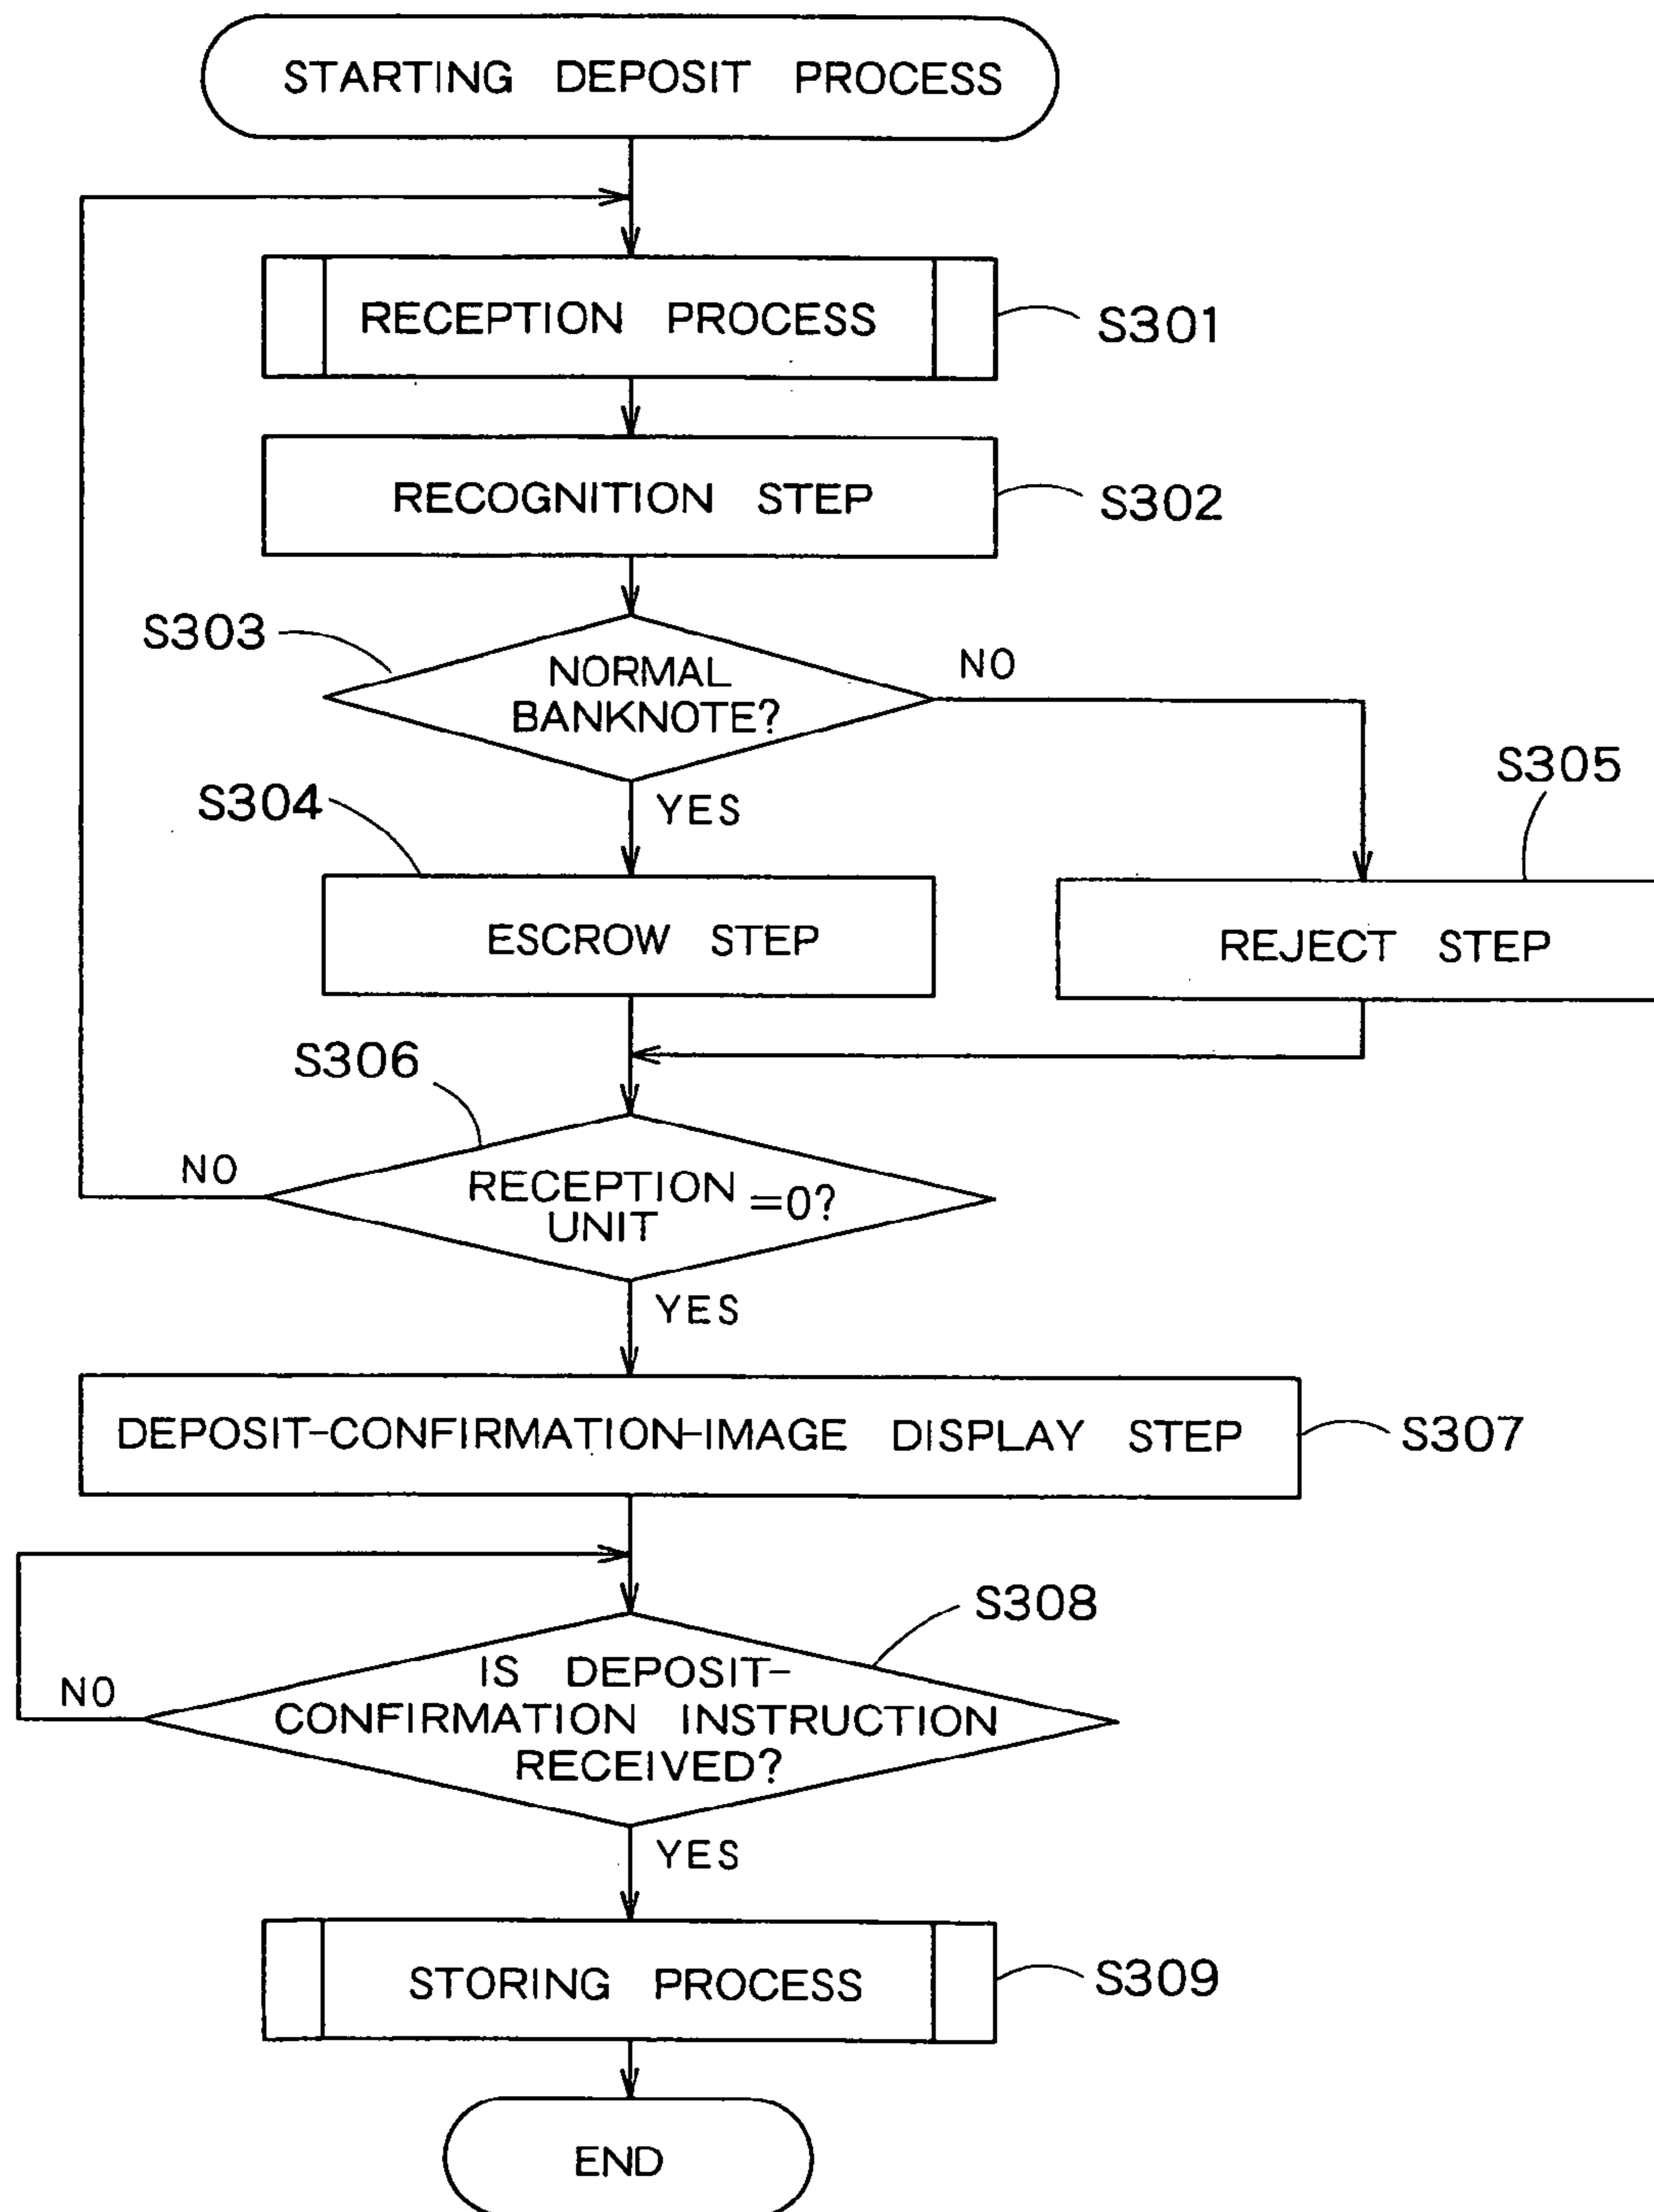 STARTING DEPOSIT PROCESS
RECEPTION PROCESS
S301
RECOGNITION STEP
S302
S303
NORMAL
BANKNOTE?
NO
YES
S304
S305
ESCROW STEP
REJECT STEP
S306
NO
RECEPTION
UNIT
=0?
YES
DEPOSIT-CONFIRMATION-IMAGE DISPLAY STEP
S307
S308
NO
IS DEPOSIT-
CONFIRMATION INSTRUCTION
RECEIVED?
YES
STORING PROCESS
S309
END